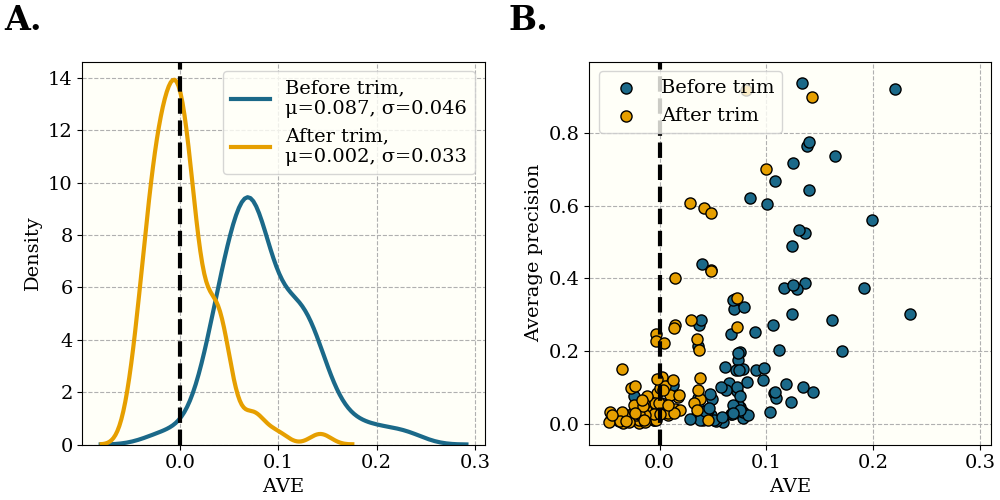 A.
14
12
10
8
6
4
2
0
Density
Before trim,
μ=0.087, σ=0.046
After trim,
μ=0.002, σ=0.033
0.0 0.1 0.2 0.3
AVE
B.
0.8
0.6
0.4
0.2
0.0
Average precision
Before trim
After trim
0.0 0.1 0.2 0.3
AVE